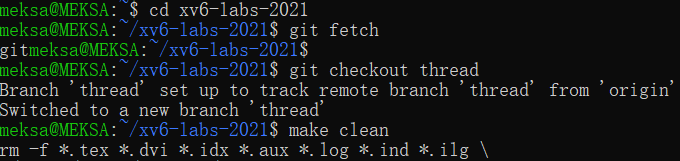 meksa@MEKSA:~$ cd xv6-labs-2021
meksa@MEKSA:~/xv6-labs-2021$ git fetch
gitmeksa@MEKSA:~/xv6-labs-2021$
meksa@MEKSA:~/xv6-labs-2021$ git checkout thread
Branch 'thread' set up to track remote branch 'thread' from 'origin'
Switched to a new branch 'thread'
meksa@MEKSA:~/xv6-labs-2021$ make clean
rm -f *.tex *.dvi *.idx *.aux *.log *.ind *.ilg \